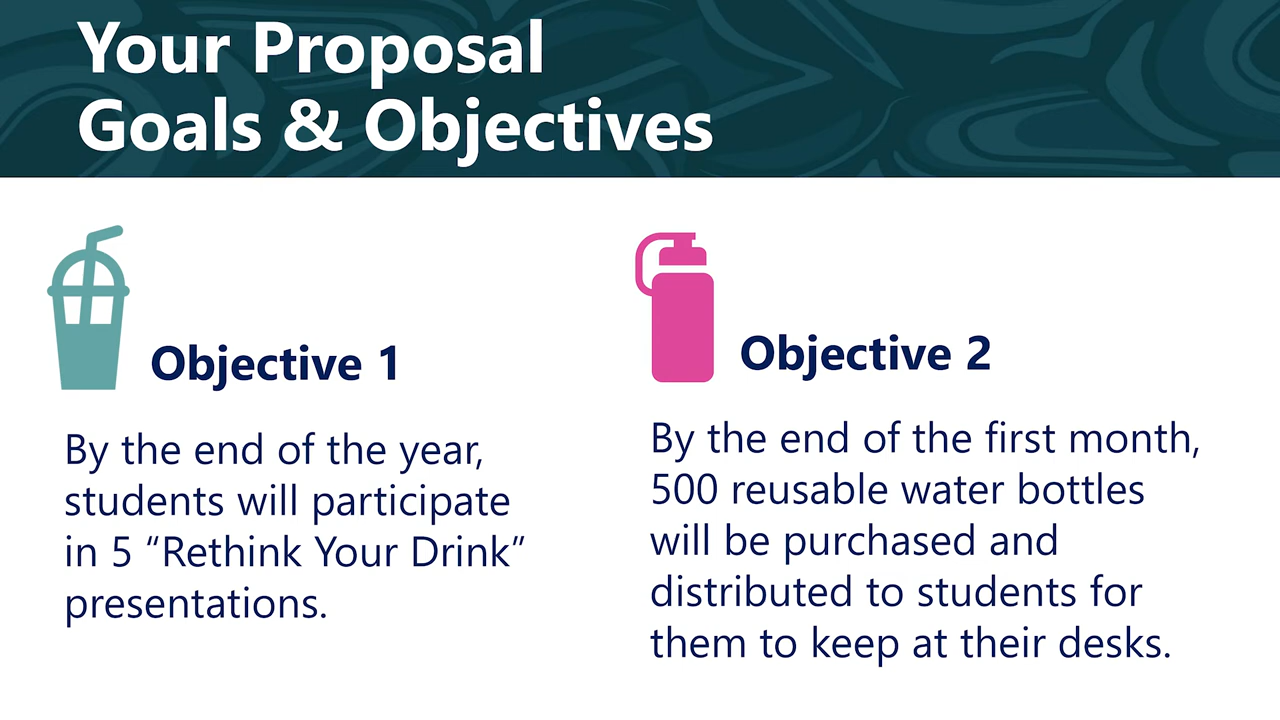 Your Proposal
Goals & Objectives
Objective 1
By the end of the year,
students will participate
in 5 “Rethink Your Drink”
presentations.
Objective 2
By the end of the first month,
500 reusable water bottles
will be purchased and
distributed to students for
them to keep at their desks.